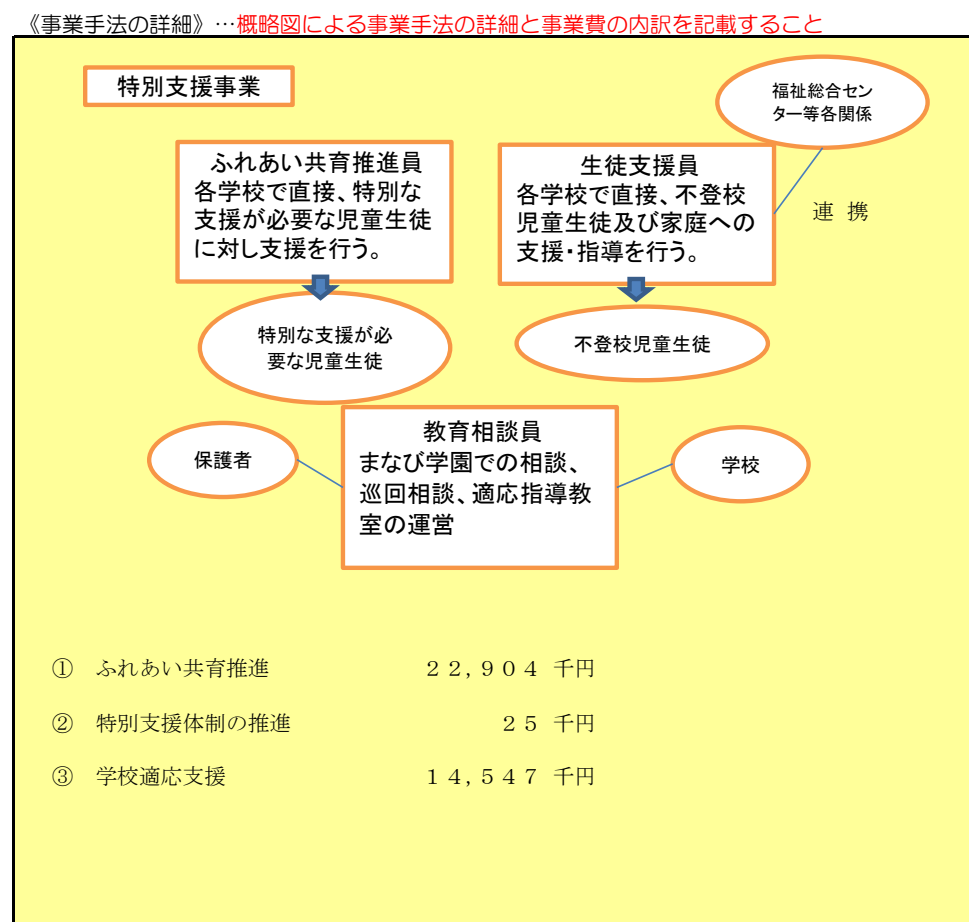 《事業手法の詳細》…概略図による事業手法の詳細と事業費の内訳を記載すること
特別支援事業
福祉総合セン
ター等各関係
ふれあい共育推進員
各学校で直接、特別な
支援が必要な児童生徒
に対し支援を行う。
生徒支援員
各学校で直接、不登校
児童生徒及び家庭への
支援・指導を行う。
連 携
特別な支援が必
要な児童生徒
不登校児童生徒
教育相談員
まなび学園での相談、
巡回相談、適応指導教
室の運営
保護者
学校
① ふれあい共育推進 ２２,９０４ 千円
② 特別支援体制の推進 ２５ 千円
③ 学校適応支援 １４,５４７ 千円